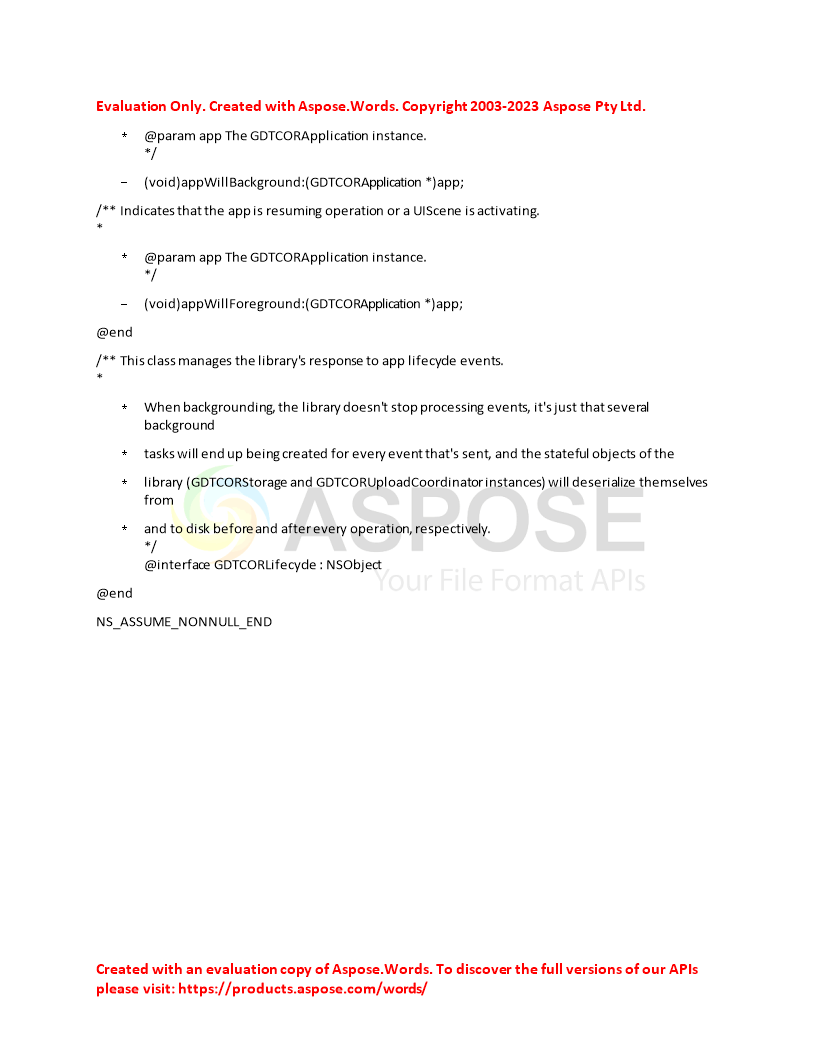 Evaluation Only. Created with Aspose.Words. Copyright 2003-2023 Aspose Pty Ltd.
* @param app The GDTCORApplication instance.
*/
– (void)appWillBackground:(GDTCORApplication *)app;
/** Indicates that the app is resuming operation or a UIScene is activating.
*
* @param app The GDTCORApplication instance.
*/
– (void)appWillForeground:(GDTCORApplication *)app;
@end
/** This class manages the library's response to app lifecycle events.
*
* When backgrounding, the library doesn't stop processing events, it's just that several
background
* tasks will end up being created for every event that's sent, and the stateful objects of the
* library (GDTCORStorage and GDTCORUploadCoordinator instances) will deserialize themselves
from
* and to disk before and after every operation, respectively.
*/
@interface GDTCORLifecycle : NSObject
@end
NS_ASSUME_NONNULL_END
ASPOSE
Your File Format APIs
Created with an evaluation copy of Aspose.Words. To discover the full versions of our APIs
please visit: https://products.aspose.com/words/